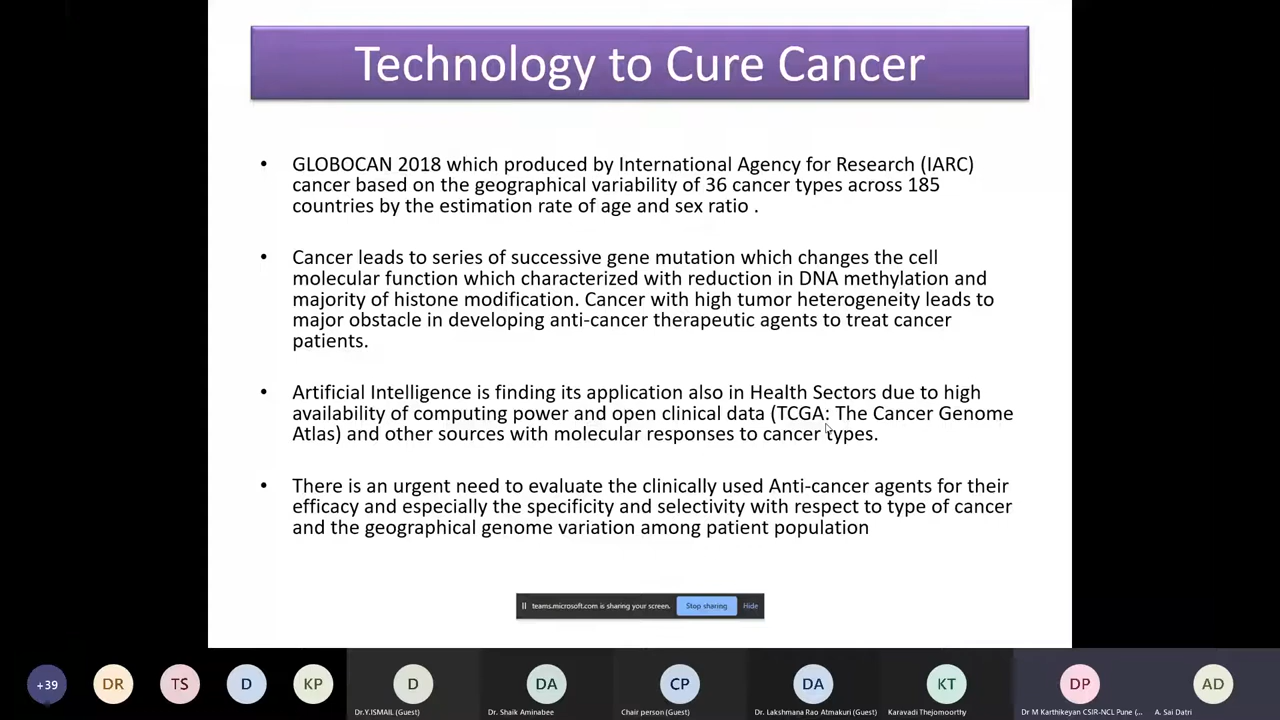 Technology to Cure Cancer
• GLOBOCAN 2018 which produced by International Agency for Research (IARC)
cancer based on the geographical variability of 36 cancer types across 185
countries by the estimation rate of age and sex ratio .
• Cancer leads to series of successive gene mutation which changes the cell
molecular function which characterized with reduction in DNA methylation and
majority of histone modification. Cancer with high tumor heterogeneity leads to
major obstacle in developing anti-cancer therapeutic agents to treat cancer
patients.
• Artificial Intelligence is finding its application also in Health Sectors due to high
availability of computing power and open clinical data (TCGA: The Cancer Genome
Atlas) and other sources with molecular responses to cancer types.
• There is an urgent need to evaluate the clinically used Anti-cancer agents for their
efficacy and especially the specificity and selectivity with respect to type of cancer
and the geographical genome variation among patient population
teams.microsoft.com is sharing your screen. Stop sharing Hide
+39 DR TS D KP D DA CP DA KT DP AD
Dr.Y.ISMAIL (Guest) Dr. Shaik Aminabee Chair person (Guest) Dr. Lakshmana Rao Atmakuri (Guest) Karavadi Thejomoorthy Dr M Karthikeyan CSIR-NCL Pune (... A. Sai Datri